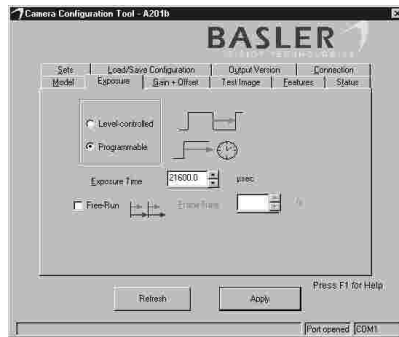 Camera Configuration Tool - A201b
BASLER
VISION TECHNOLOGIES
Sets Load/Save Configuration Output Version Connection
Model Exposure Gain + Offset Test Image Features Status
Level-controlled
Programmable
Exposure Time 21600.0 µsec
Free-Run Frame Rate
Press F1 for Help
Refresh Apply
Port opened COM1